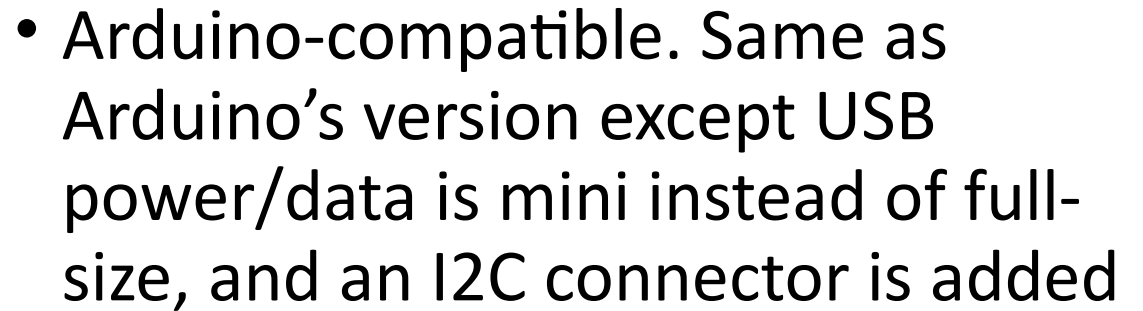 • Arduino-compatible. Same as
Arduino’s version except USB
power/data is mini instead of full-
size, and an I2C connector is added